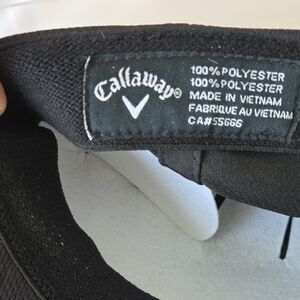 Callaway®
100% POLYESTER
100% POLYESTER
MADE IN VIETNAM
FABRIQUE AU VIETNAM
CA#55666